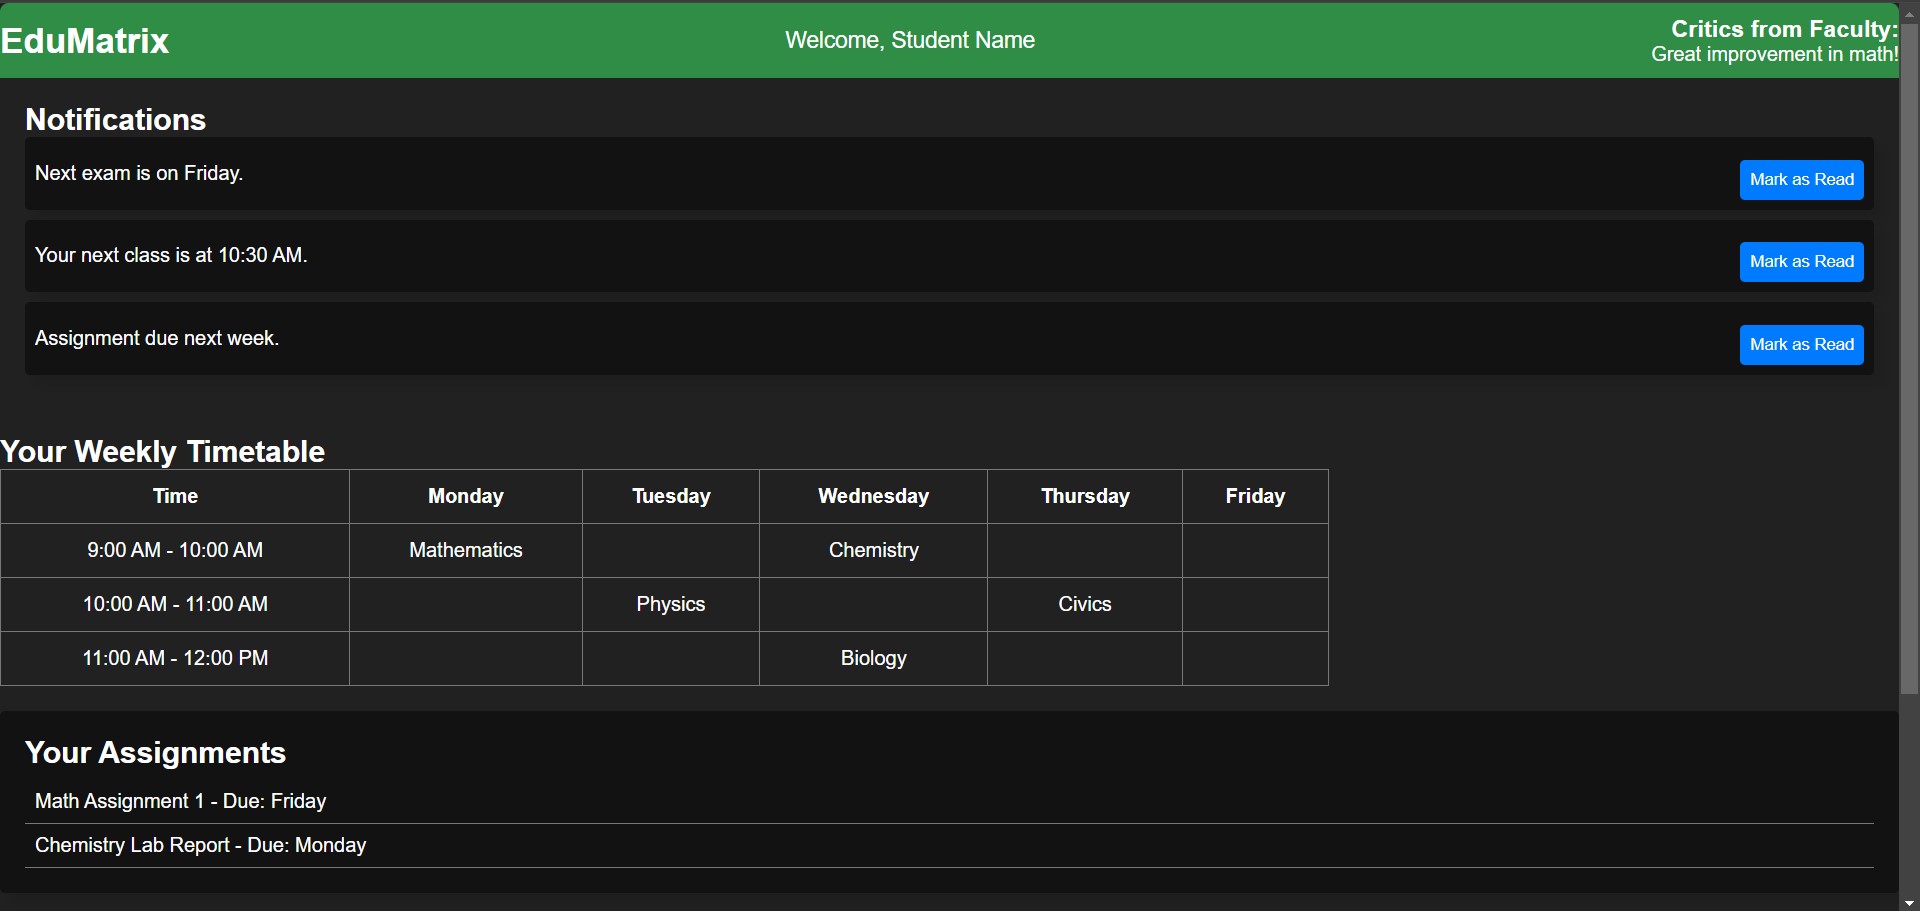 EduMatrix
Welcome, Student Name
Critics from Faculty:
Great improvement in math!
Notifications
Next exam is on Friday.
Mark as Read
Your next class is at 10:30 AM.
Mark as Read
Assignment due next week.
Mark as Read
Your Weekly Timetable
Time Monday Tuesday Wednesday Thursday Friday
9:00 AM - 10:00 AM Mathematics Chemistry
10:00 AM - 11:00 AM Physics Civics
11:00 AM - 12:00 PM Biology
Your Assignments
Math Assignment 1 - Due: Friday
Chemistry Lab Report - Due: Monday